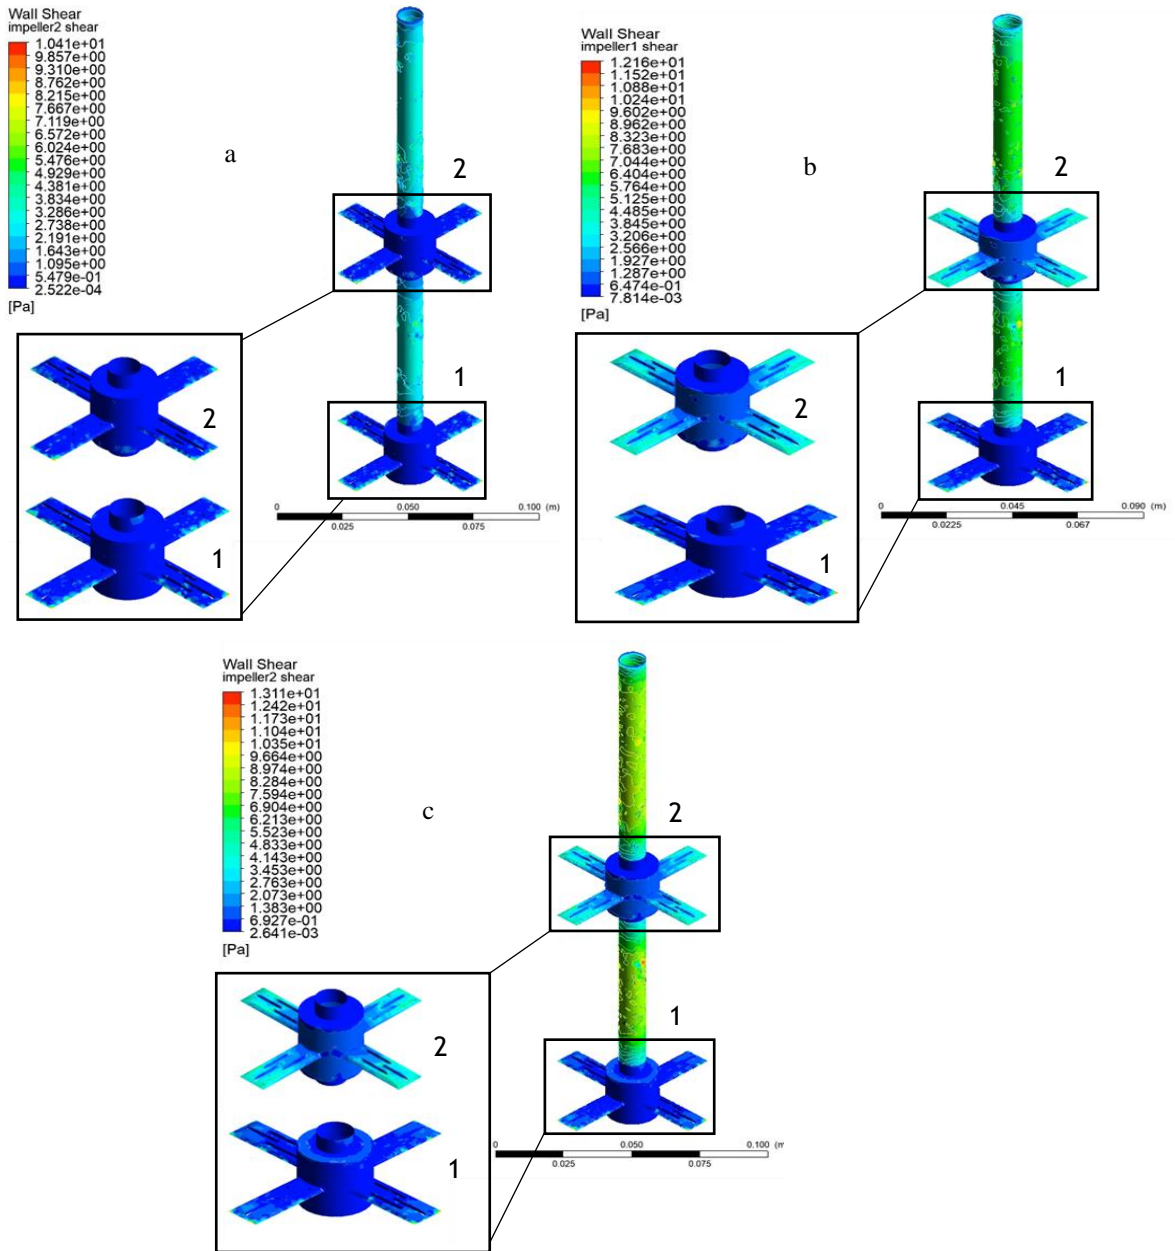 Wall Shear
impeller2 shear
1.041e+01
9.857e+00
9.310e+00
8.762e+00
8.215e+00
7.667e+00
7.119e+00
6.572e+00
6.024e+00
5.476e+00
4.929e+00
4.381e+00
3.834e+00
3.286e+00
2.738e+00
2.191e+00
1.643e+00
1.095e+00
5.479e-01
2.522e-04
[Pa]
a
2
1
2
1
0 0.050 0.100 (m)
0.025 0.075
Wall Shear
impeller1 shear
1.216e+01
1.152e+01
1.088e+01
1.024e+01
9.602e+00
8.962e+00
8.323e+00
7.683e+00
7.044e+00
6.404e+00
5.764e+00
5.125e+00
4.485e+00
3.845e+00
3.206e+00
2.566e+00
1.927e+00
1.287e+00
6.474e-01
7.814e-03
[Pa]
b
2
1
2
1
0 0.045 0.090 (m)
0.0225 0.067
Wall Shear
impeller2 shear
1.311e+01
1.242e+01
1.173e+01
1.104e+01
1.035e+01
9.664e+00
8.974e+00
8.284e+00
7.594e+00
6.904e+00
6.213e+00
5.523e+00
4.833e+00
4.143e+00
3.453e+00
2.763e+00
2.073e+00
1.383e+00
6.927e-01
2.641e-03
[Pa]
c
2
1
2
1
0 0.050 0.100 (m
0.025 0.075